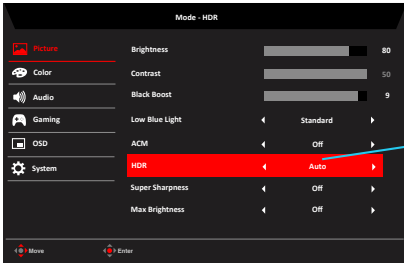 Mode - HDR
Picture
Brightness 80
Color
Contrast 50
Audio
Black Boost 9
Gaming
Low Blue Light Standard
OSD
ACM Off
System
HDR Auto
Super Sharpness Off
Max Brightness Off
Move Enter